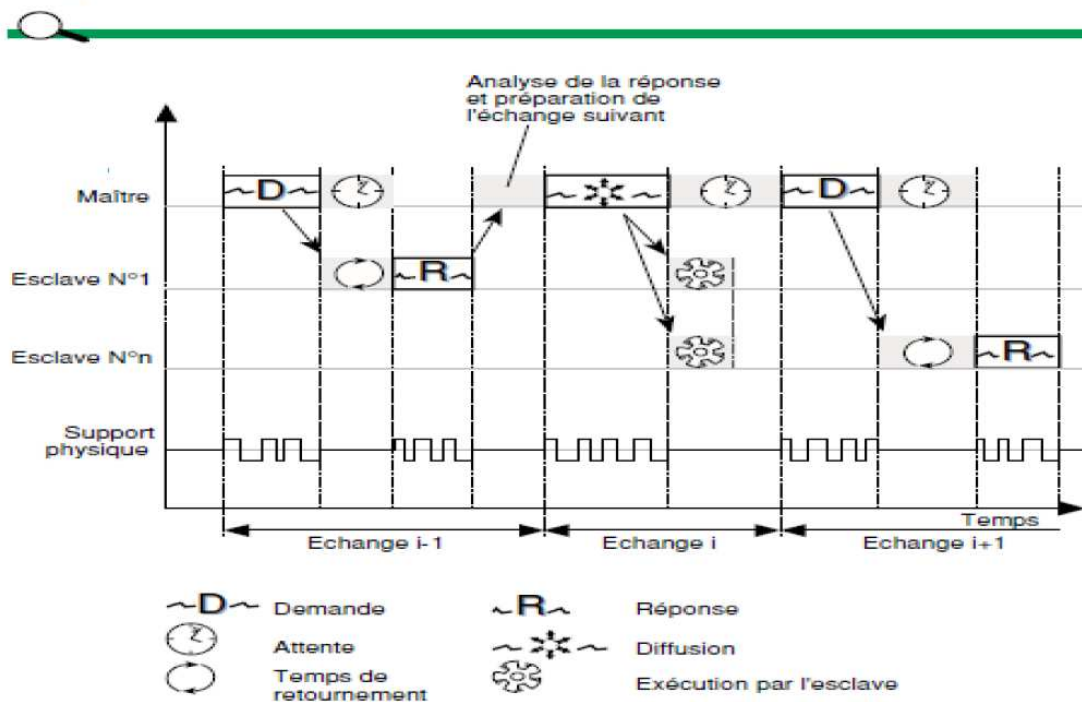 Analyse de la réponse
et préparation de
l'échange suivant
Maître
D
D
Esclave N°1
R
Esclave N°n
R
Support
physique
Temps
Echange i-1
Echange i
Echange i+1
D
Demande
R
Réponse
Attente
Diffusion
Temps de
retournement
Exécution par l'esclave